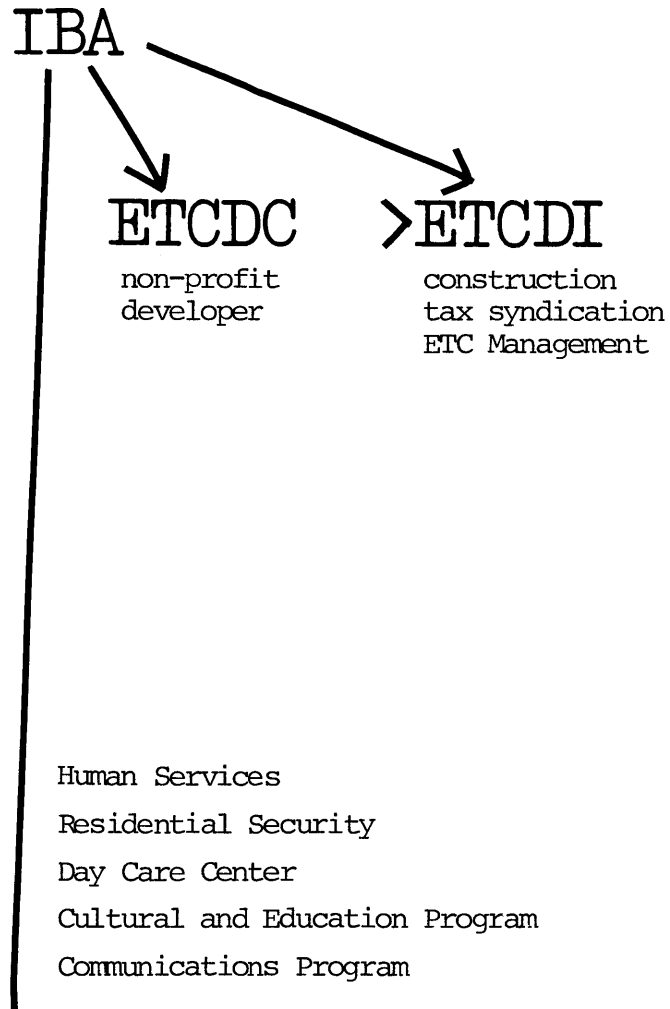 IBA
ETCDC >ETCDI
non-profit
developer
construction
tax syndication
ETC Management
Human Services
Residential Security
Day Care Center
Cultural and Education Program
Communications Program